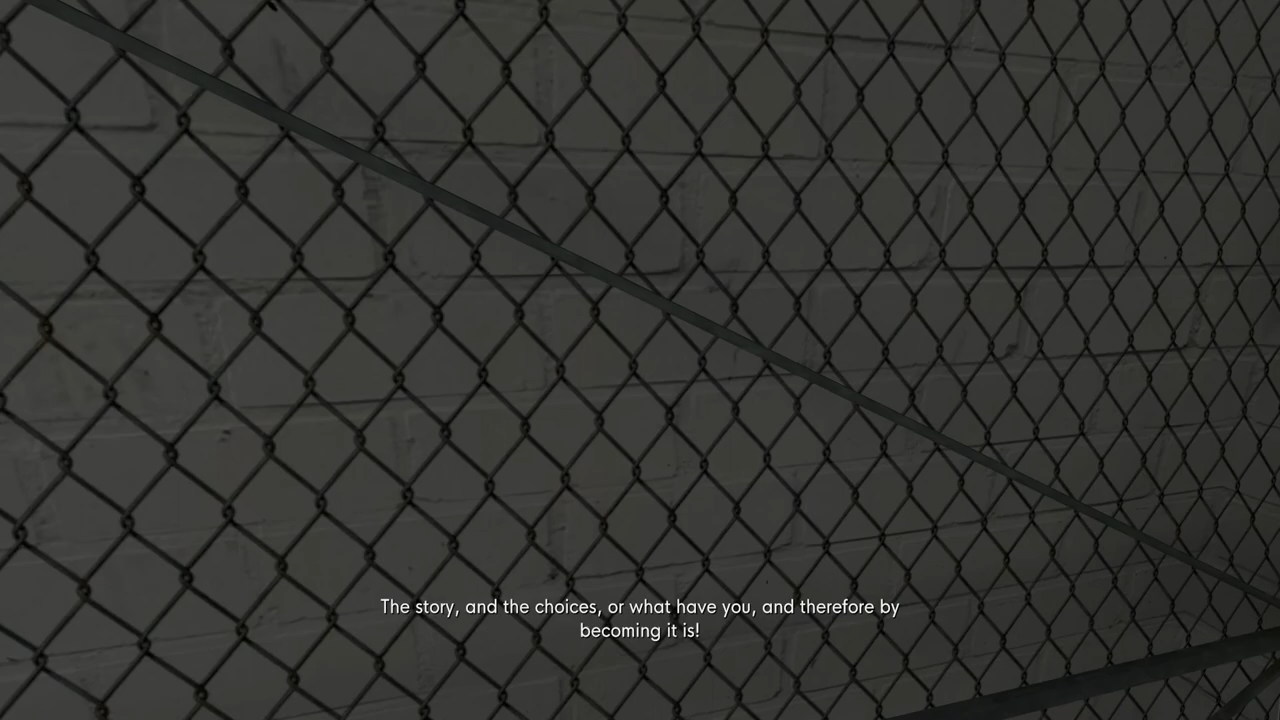 The story, and the choices, or what have you, and therefore by
becoming it is!